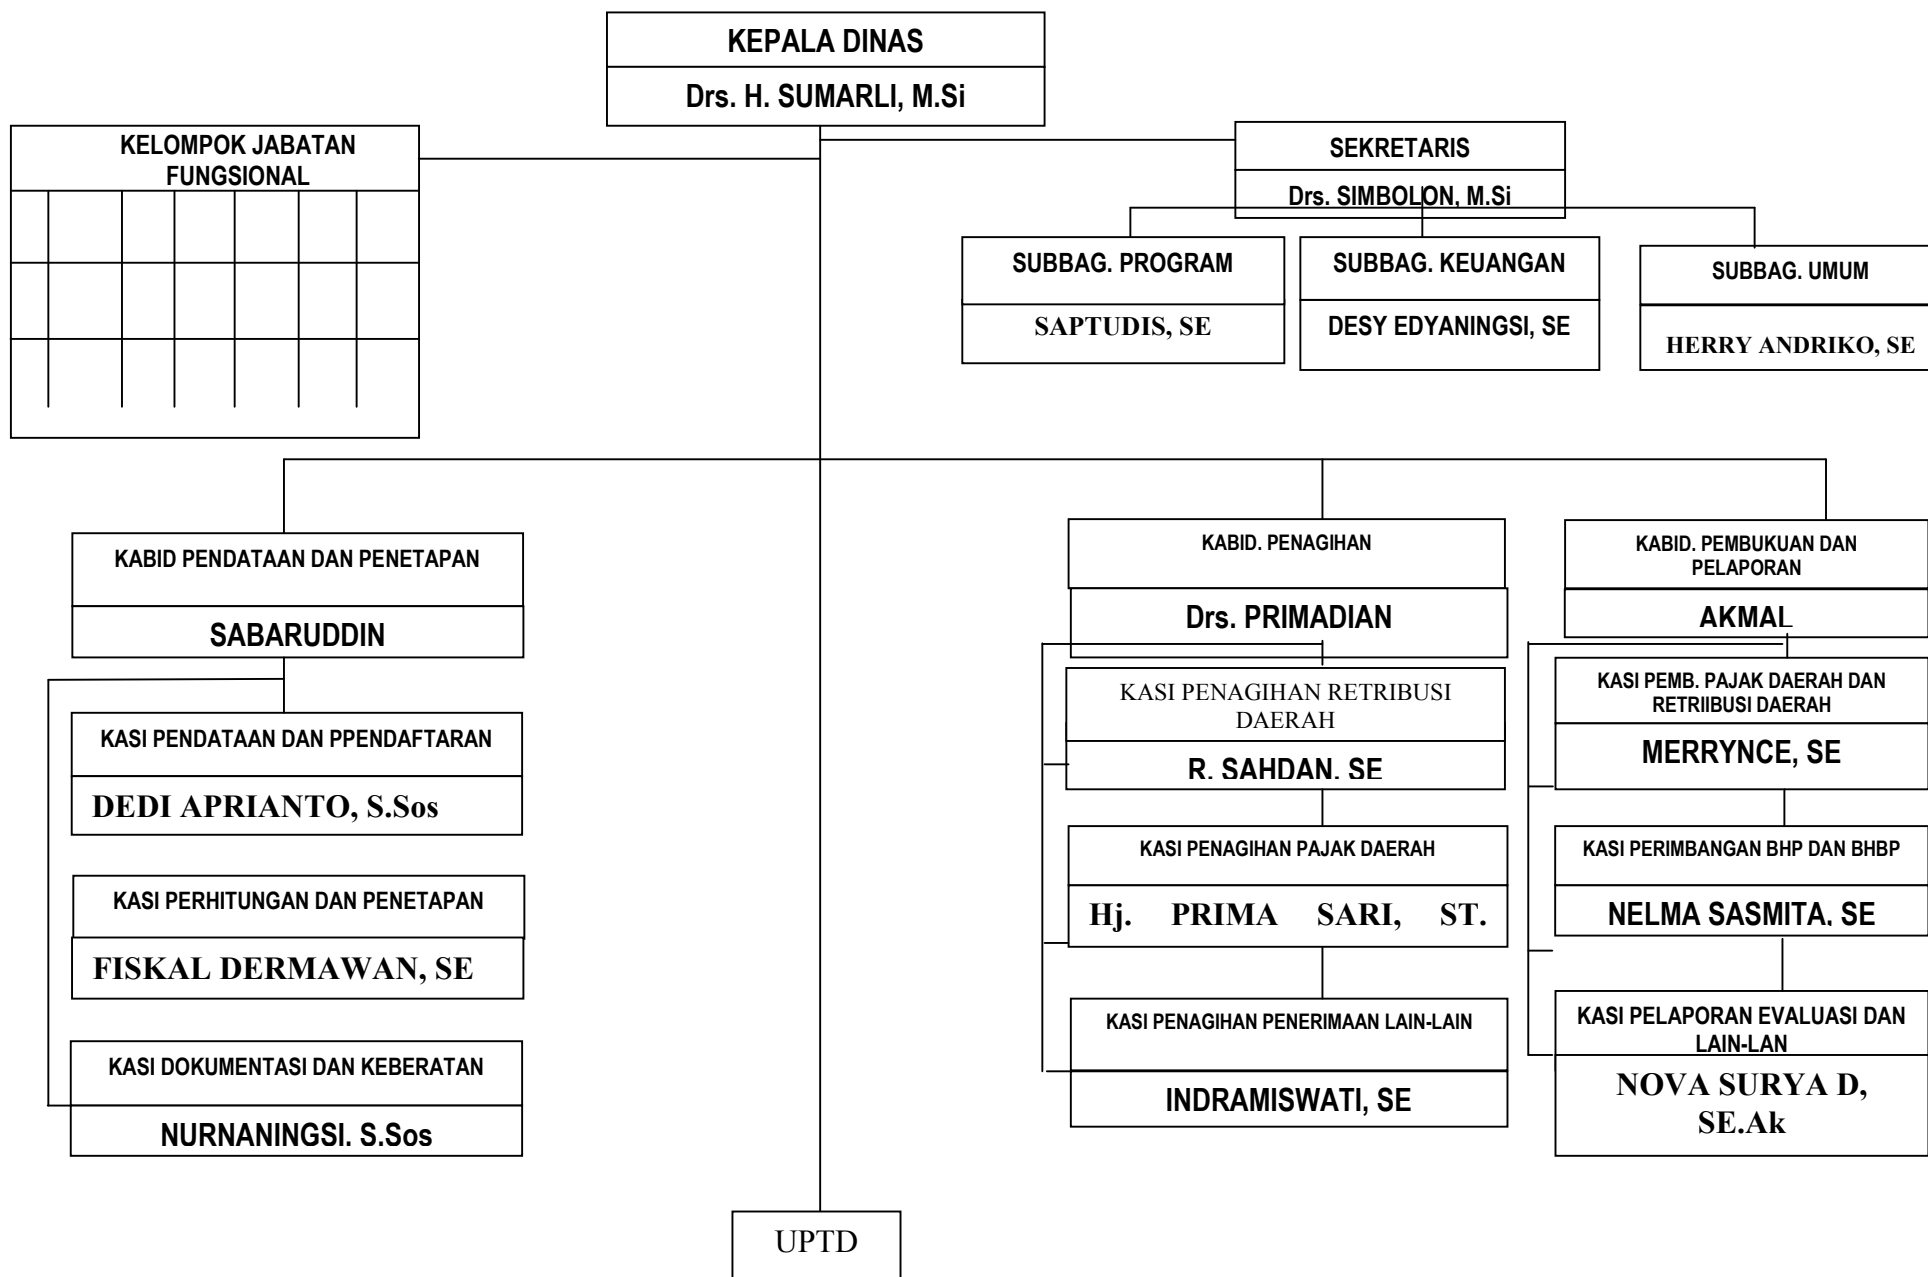 KEPALA DINAS
Drs. H. SUMARLI, M.Si
KELOMPOK JABATAN
FUNGSIONAL
SEKRETARIS
Drs. SIMBOLON, M.Si
SUBBAG. PROGRAM
SAPTUDIS, SE
SUBBAG. KEUANGAN
DESY EDYANINGSI, SE
SUBBAG. UMUM
HERRY ANDRIKO, SE
KABID PENDATAAN DAN PENETAPAN
SABARUDDIN
KASI PENDATAAN DAN PPENDAFTARAN
DEDI APRIANTO, S.Sos
KASI PERHITUNGAN DAN PENETAPAN
FISKAL DERMAWAN, SE
KASI DOKUMENTASI DAN KEBERATAN
NURNANINGSI. S.Sos
KABID. PENAGIHAN
Drs. PRIMADIAN
KASI PENAGIHAN RETRIBUSI
DAERAH
R. SAHDAN. SE
KASI PENAGIHAN PAJAK DAERAH
Hj. PRIMA SARI, ST.
KASI PENAGIHAN PENERIMAAN LAIN-LAIN
INDRAMISWATI, SE
KABID. PEMBUKUAN DAN
PELAPORAN
AKMAL
KASI PEMB. PAJAK DAERAH DAN
RETRIIBUSI DAERAH
MERRYNCE, SE
KASI PERIMBANGAN BHP DAN BHBP
NELMA SASMITA. SE
KASI PELAPORAN EVALUASI DAN
LAIN-LAN
NOVA SURYA D,
SE.Ak
UPTD